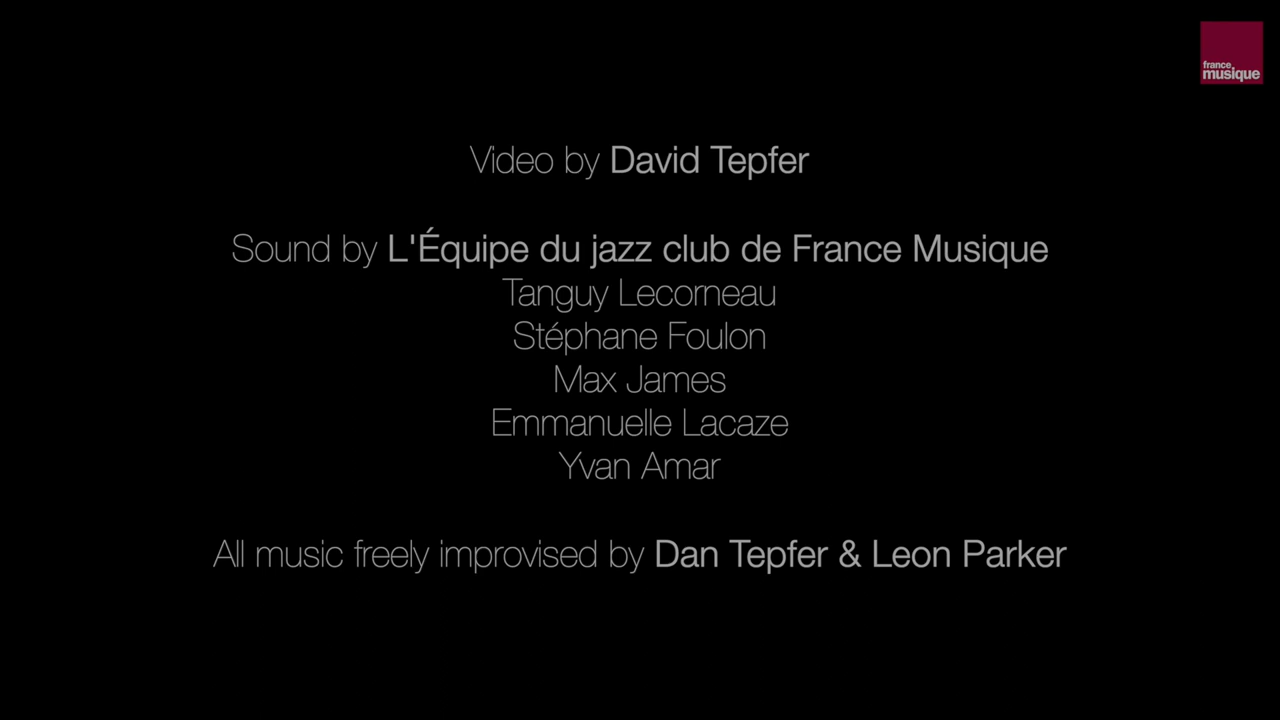 france
musique
Video by David Tepfer
Sound by L'Équipe du jazz club de France Musique
Tanguy Lecorneau
Stéphane Foulon
Max James
Emmanuelle Lacaze
Yvan Amar
All music freely improvised by Dan Tepfer & Leon Parker